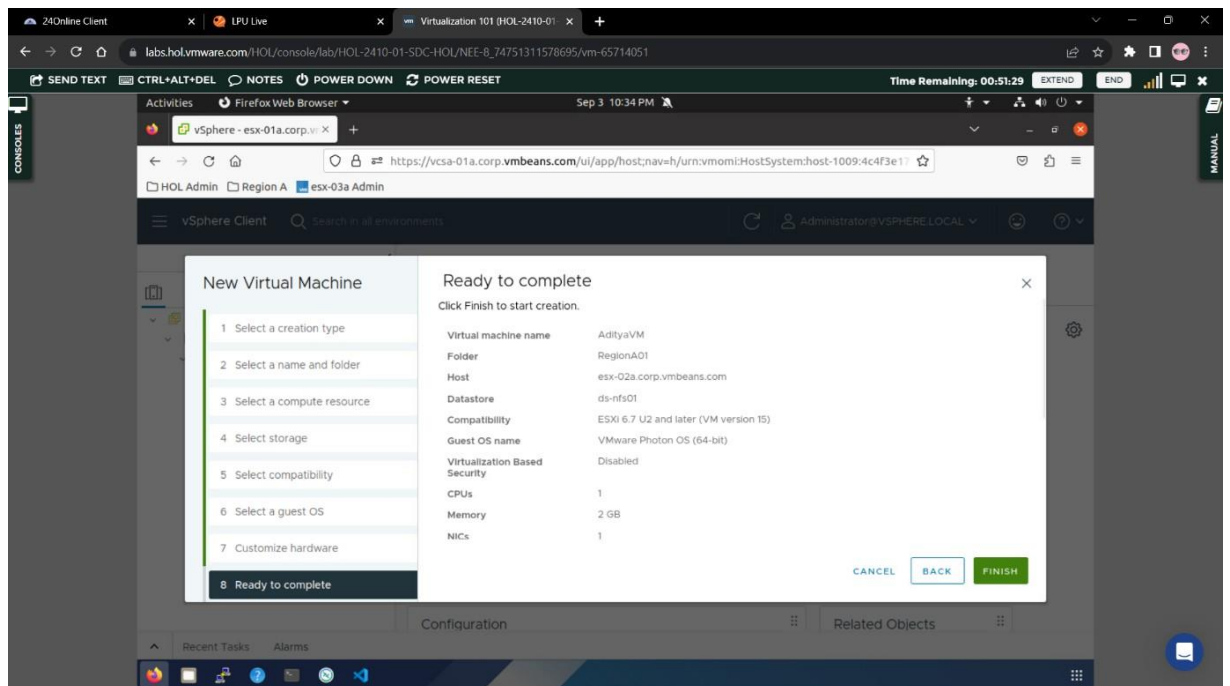 24Online Client
LPU Live
Virtualization 101 (HOL-2410-01-
labs.hol.vmware.com/HOL/console/lab/HOL-2410-01-SDC-HOL/NEE-8_74751311578695/vm-65714051
SEND TEXT CTRL+ALT+DEL NOTES POWER DOWN POWER RESET Time Remaining: 00:51:29 EXTEND END
CONSOLES
MANUAL
Activities Firefox Web Browser Sep 3 10:34 PM
vSphere - esx-01a.corp.vr
https://vcsa-01a.corp.vmbeans.com/ui/app/host;nav=h/urn:vmomi:HostSystem:host-1009:4c4f3e17
HOL Admin Region A esx-03a Admin
vSphere Client Search in all environments Administrator@VSPHERE.LOCAL
New Virtual Machine
1 Select a creation type
2 Select a name and folder
3 Select a compute resource
4 Select storage
5 Select compatibility
6 Select a guest OS
7 Customize hardware
8 Ready to complete
Ready to complete
Click Finish to start creation.
Virtual machine name AdityaVM
Folder RegionA01
Host esx-02a.corp.vmbeans.com
Datastore ds-nfs01
Compatibility ESXi 6.7 U2 and later (VM version 15)
Guest OS name VMware Photon OS (64-bit)
Virtualization Based Disabled
Security
CPUs 1
Memory 2 GB
NICs 1
CANCEL BACK FINISH
Configuration Related Objects
Recent Tasks Alarms